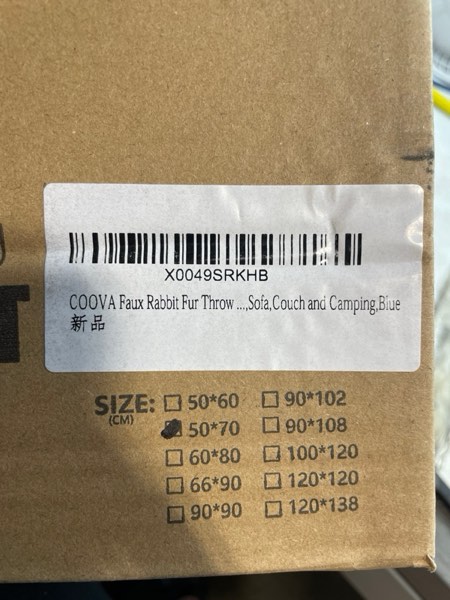 X0049SRKHB
COOVA Faux Rabbit Fur Throw ...,Sofa,Couch and Camping,Blue
新品
SIZE:
(CM)
50*60
50*70
60*80
66*90
90*90
90*102
90*108
100*120
120*120
120*138